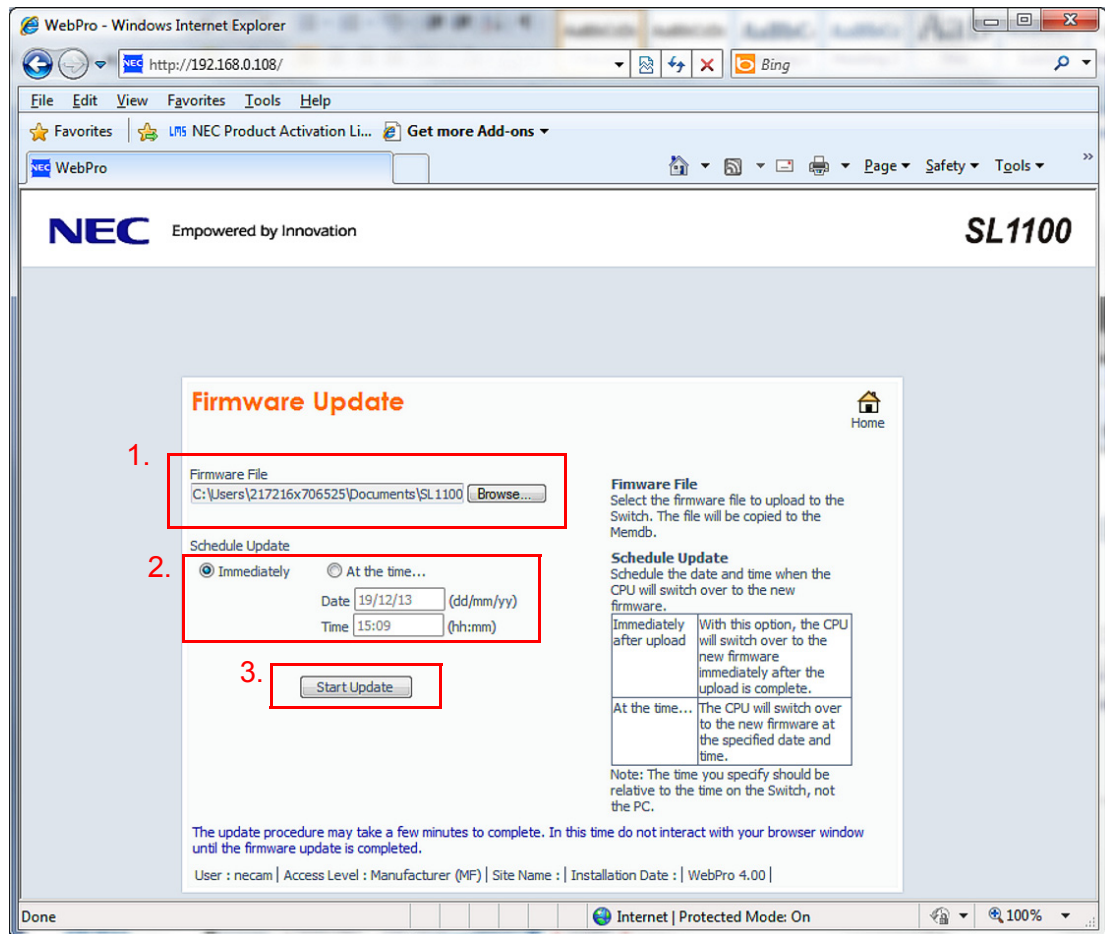 WebPro - Windows Internet Explorer
NEC http://192.168.0.108/
Bing
File Edit View Favorites Tools Help
Favorites LMS NEC Product Activation Li... Get more Add-ons
NEC WebPro
Page Safety Tools »
NEC Empowered by Innovation
SL1100
Firmware Update
Home
1.
Firmware File
C:\Users\217216x706525\Documents\SL1100 Browse...
Schedule Update
2.
Immediately At the time...
Date 19/12/13 (dd/mm/yy)
Time 15:09 (hh:mm)
3.
Start Update
Fimware File
Select the firmware file to upload to the
Switch. The file will be copied to the
Memdb.
Schedule Update
Schedule the date and time when the
CPU will switch over to the new
firmware.
Immediately
after upload
With this option, the CPU
will switch over to the
new firmware
immediately after the
upload is complete.
At the time...
The CPU will switch over
to the new firmware at
the specified date and
time.
Note: The time you specify should be
relative to the time on the Switch, not
the PC.
The update procedure may take a few minutes to complete. In this time do not interact with your browser window
until the firmware update is completed.
User : necam | Access Level : Manufacturer (MF) | Site Name : | Installation Date : | WebPro 4.00 |
Done
Internet | Protected Mode: On
100%